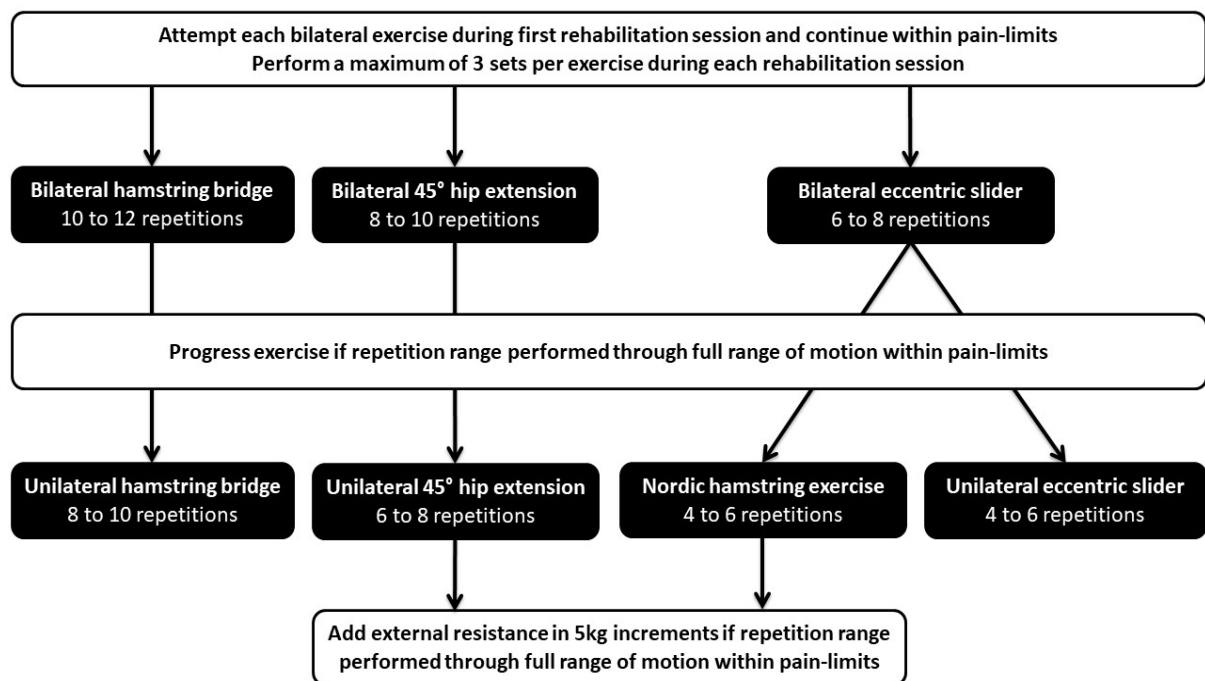 Attempt each bilateral exercise during first rehabilitation session and continue within pain-limits
Perform a maximum of 3 sets per exercise during each rehabilitation session
Bilateral hamstring bridge
10 to 12 repetitions
Bilateral 45° hip extension
8 to 10 repetitions
Bilateral eccentric slider
6 to 8 repetitions
Progress exercise if repetition range performed through full range of motion within pain-limits
Unilateral hamstring bridge
8 to 10 repetitions
Unilateral 45° hip extension
6 to 8 repetitions
Nordic hamstring exercise
4 to 6 repetitions
Unilateral eccentric slider
4 to 6 repetitions
Add external resistance in 5kg increments if repetition range
performed through full range of motion within pain-limits